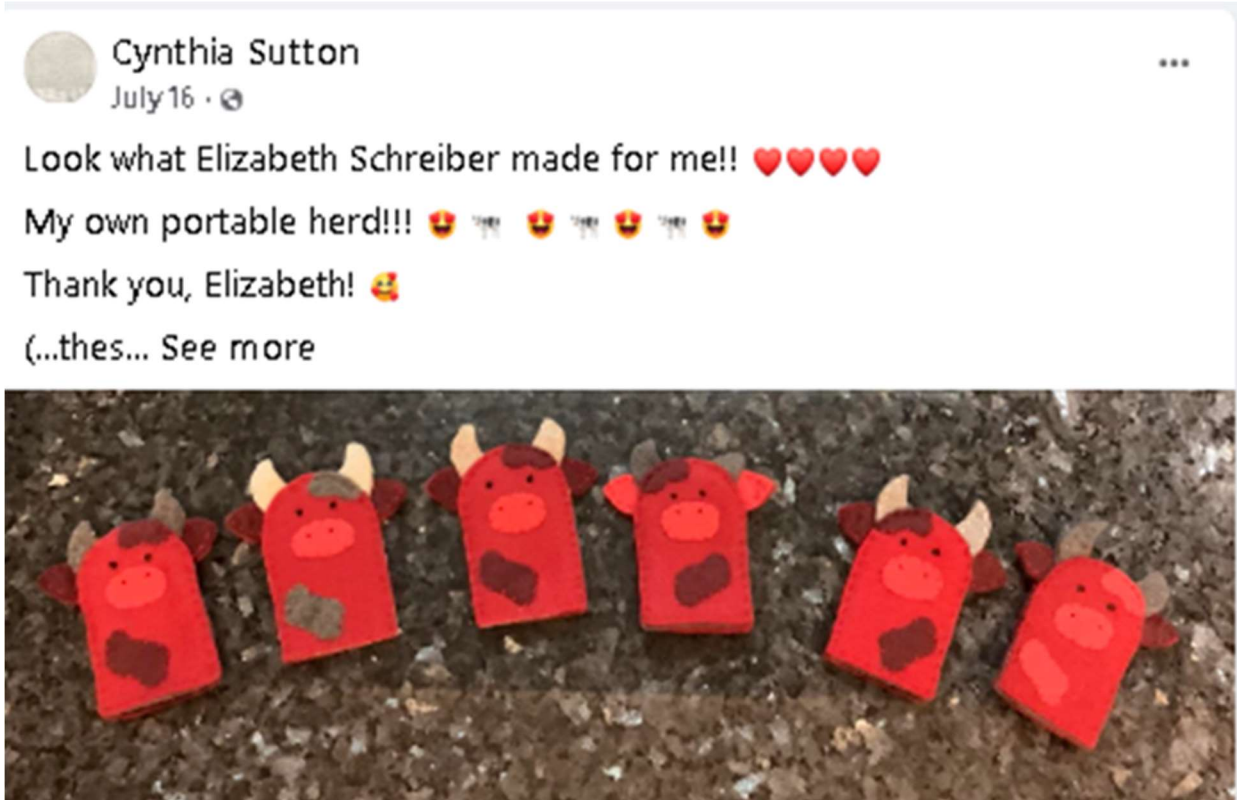 Cynthia Sutton
July 16 ·
Look what Elizabeth Schreiber made for me!! ♥♥♥♥
My own portable herd!!! 😍 🐄 😍 🐄 😍 🐄 😍
Thank you, Elizabeth! 🥰
(...thes... See more